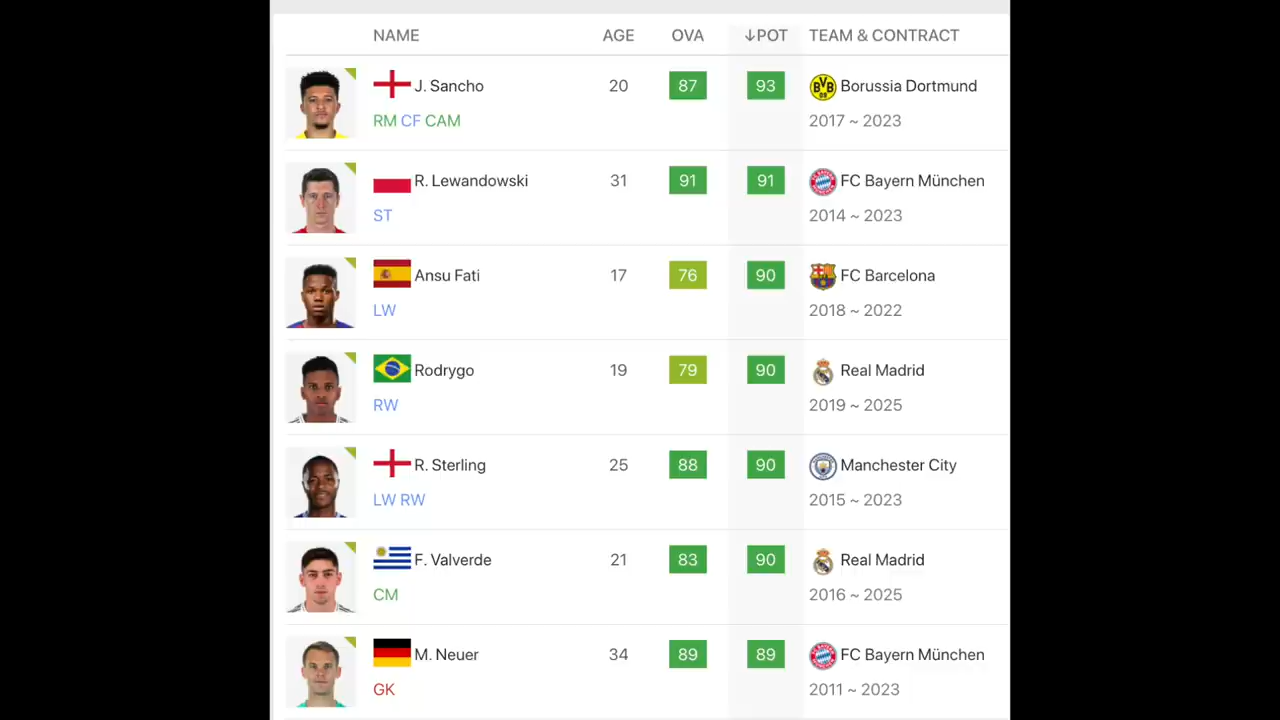 NAME AGE OVA ↓POT TEAM & CONTRACT
J. Sancho 20 87 93 Borussia Dortmund
RM CF CAM 2017 ~ 2023
R. Lewandowski 31 91 91 FC Bayern München
ST 2014 ~ 2023
Ansu Fati 17 76 90 FC Barcelona
LW 2018 ~ 2022
Rodrygo 19 79 90 Real Madrid
RW 2019 ~ 2025
R. Sterling 25 88 90 Manchester City
LW RW 2015 ~ 2023
F. Valverde 21 83 90 Real Madrid
CM 2016 ~ 2025
M. Neuer 34 89 89 FC Bayern München
GK 2011 ~ 2023